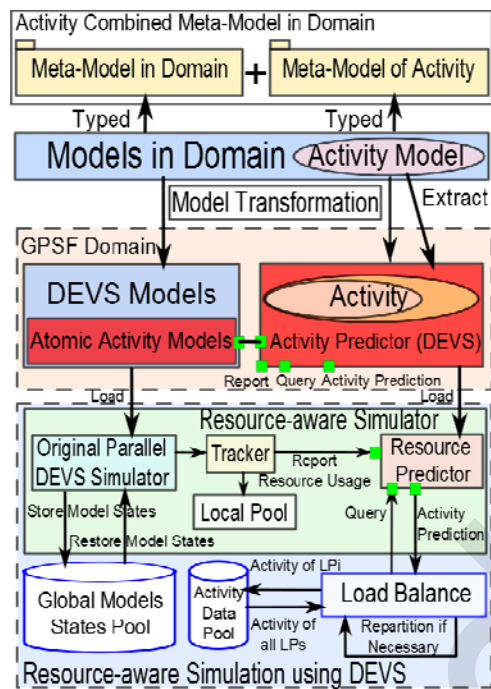 Activity Combined Meta-Model in Domain
Meta-Model in Domain
+
Meta-Model of Activity
Typed
Typed
Models in Domain
Activity Model
Model Transformation
Extract
GPSF Domain
DEVS Models
Activity
Atomic Activity Models
Activity Predictor (DEVS)
Report
Query
Activity Prediction
Load
Load
Resource-aware Simulator
Original Parallel
DEVS Simulator
Tracker
Report
Resource Usage
Resource
Predictor
Local Pool
Store Model States
Restore Model States
Query
Activity
Prediction
Global Models
States Pool
Activity
Data
Pool
Activity of LPi
Activity of
all LPs
Load Balance
Repartition if
Necessary
Resource-aware Simulation using DEVS